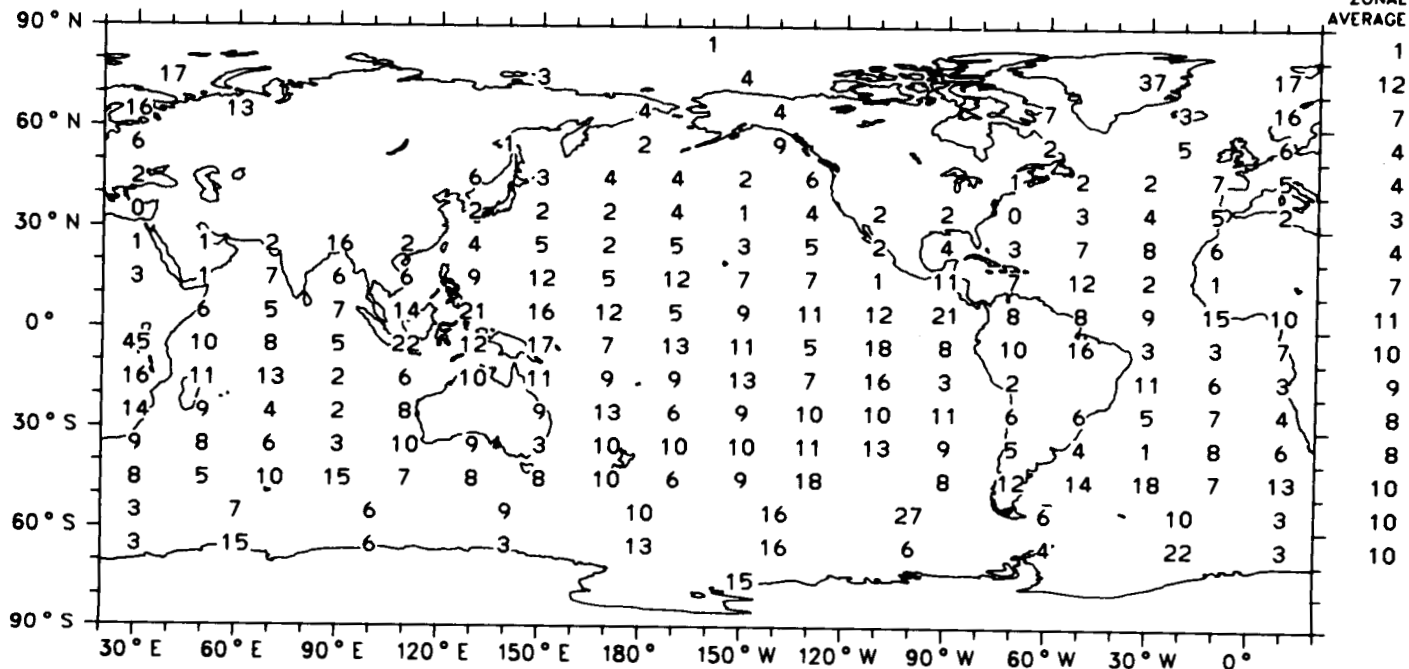 ZONAL
AVERAGE
90° N
1 1
17 3 4 37 17 12
16 13 4 4 7 3 16 7
60° N
6 1 2 9 2 5 6 4
2 6 3 4 4 2 6 1 2 2 7 5 4
0 2 2 2 4 1 4 2 2 0 3 4 5 2 3
30° N
1 1 2 16 2 4 5 2 5 3 5 2 4 3 7 8 6 4
3 1 7 6 6 9 12 5 12 7 7 1 11 7 12 2 1 7
6 5 7 14 21 16 12 5 9 11 12 21 8 8 9 15 10 11
0°
45 10 8 5 22 12 17 7 13 11 5 18 8 10 16 3 3 7 10
16 11 13 2 6 10 11 9 9 13 7 16 3 2 11 6 3 9
14 9 4 2 8 9 13 6 9 10 10 11 6 6 5 7 4 8
30° S
9 8 6 3 10 9 3 10 10 10 11 13 9 5 4 1 8 6 8
8 5 10 15 7 8 8 10 6 9 18 8 12 14 18 7 13 10
3 7 6 9 10 16 27 6 10 3 10
60° S
3 15 6 3 13 16 6 4 22 3 10
15
90° S
30° E 60° E 90° E 120° E 150° E 180° 150° W 120° W 90° W 60° W 30° W 0°